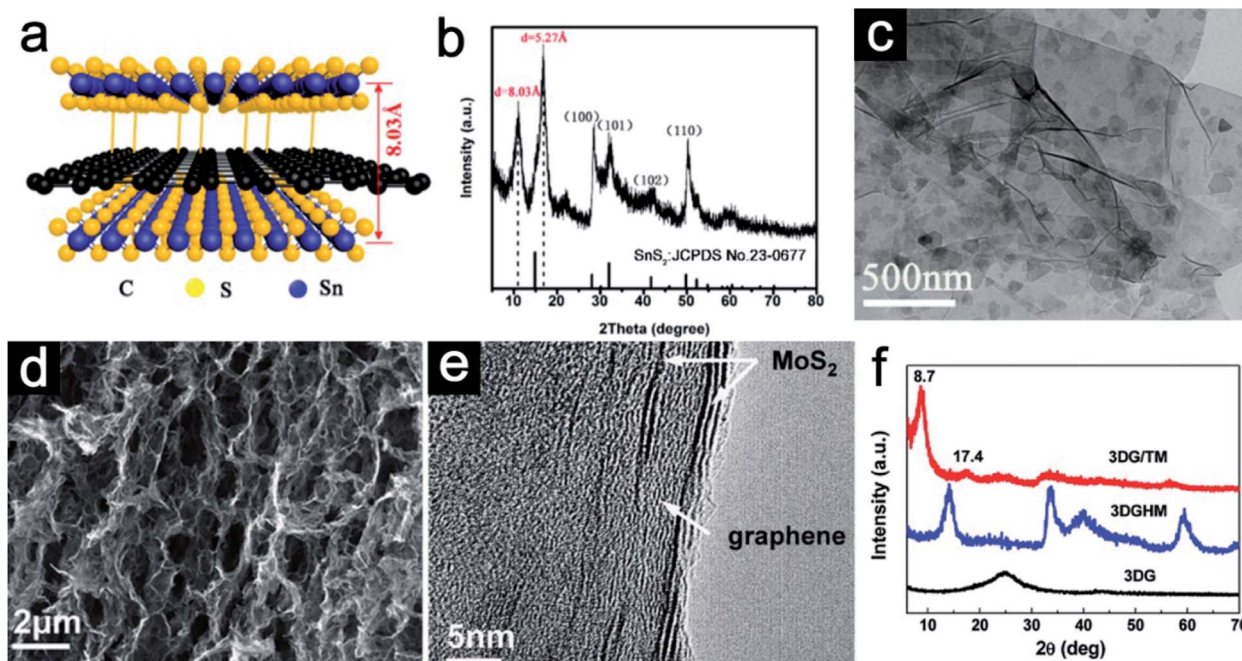 a
8.03Å
C S Sn
b
d=5.27Å
d=8.03Å
(100)
(101)
(102)
(110)
SnS₂:JCPDS No.23-0677
Intensity (a.u.)
10 20 30 40 50 60 70 80
2Theta (degree)
c
500nm
d
2μm
e
MoS₂
graphene
5nm
f
8.7
17.4
3DG/TM
3DGHM
3DG
Intensity (a.u.)
10 20 30 40 50 60 70
2θ (deg)